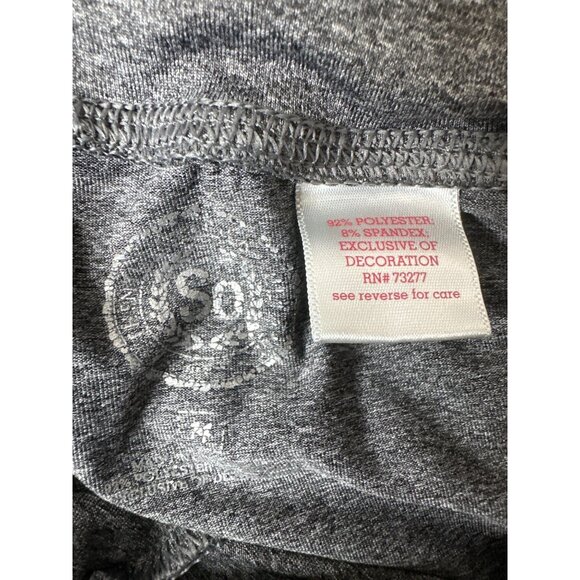 So
92% POLYESTER;
8% SPANDEX;
EXCLUSIVE OF
DECORATION
RN# 73277
see reverse for care